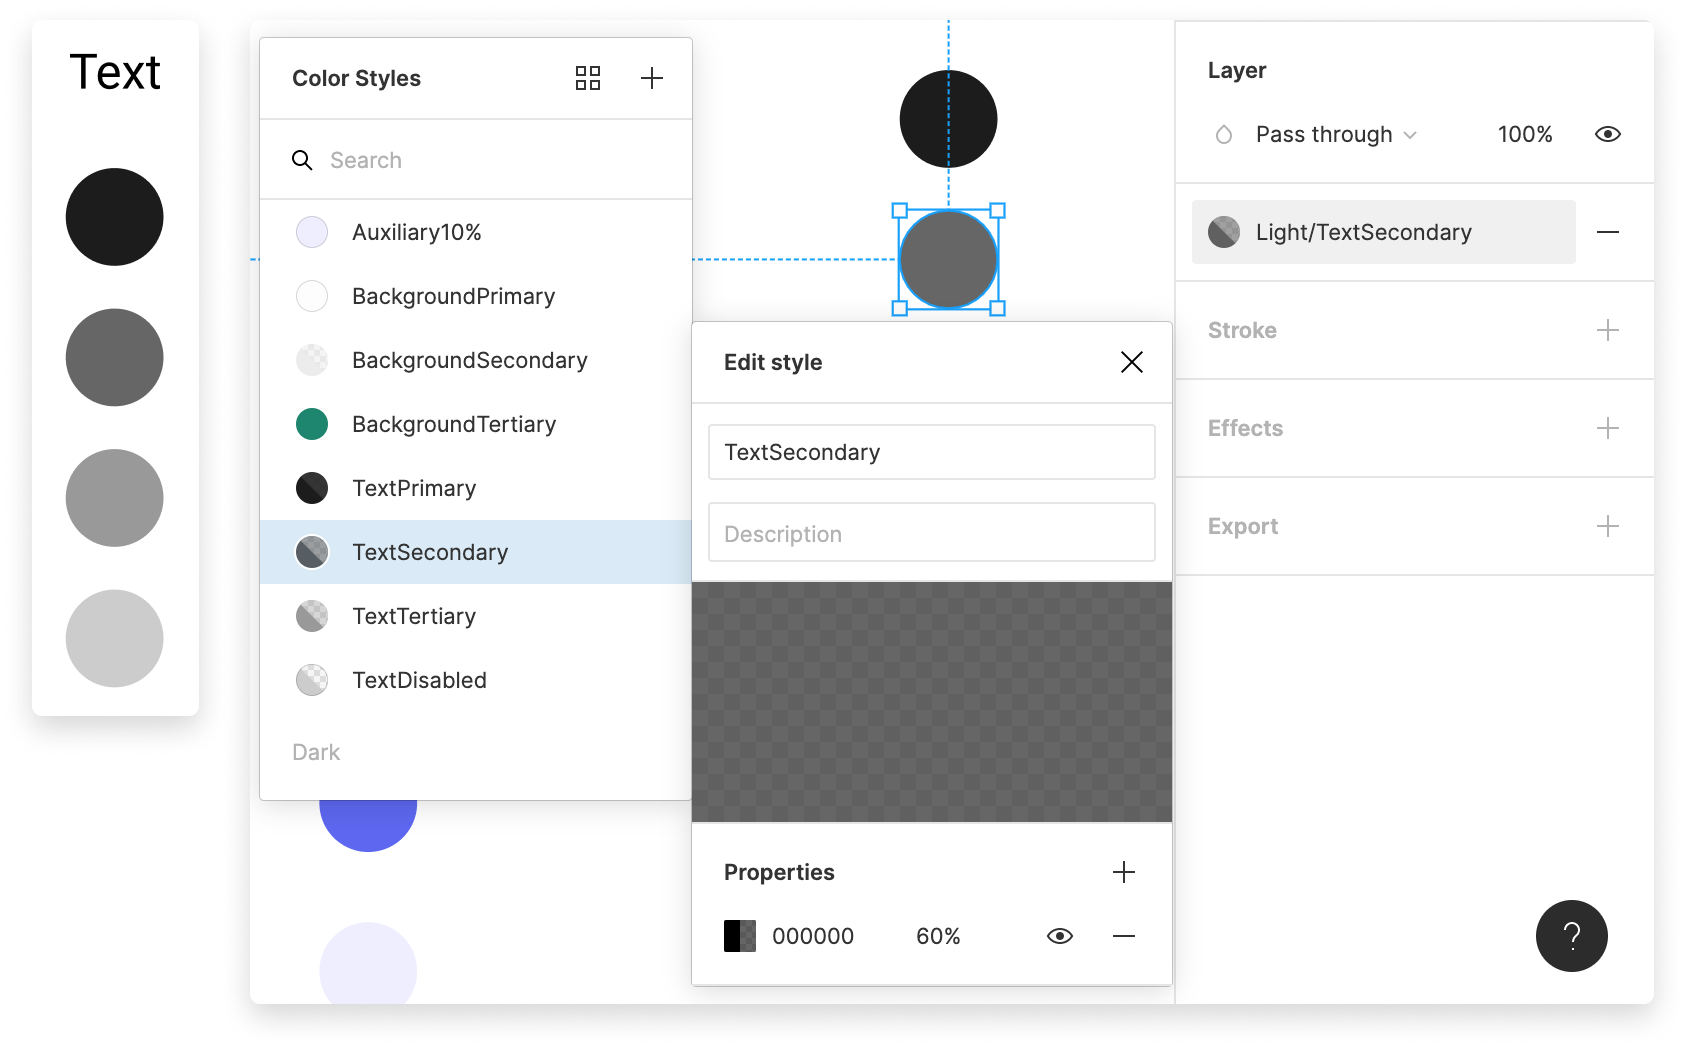 Text
Color Styles
Search
Auxiliary10%
BackgroundPrimary
BackgroundSecondary
BackgroundTertiary
TextPrimary
TextSecondary
TextTertiary
TextDisabled
Dark
Edit style
TextSecondary
Description
Properties
000000 60%
Layer
Pass through 100%
Light/TextSecondary
Stroke
Effects
Export
?